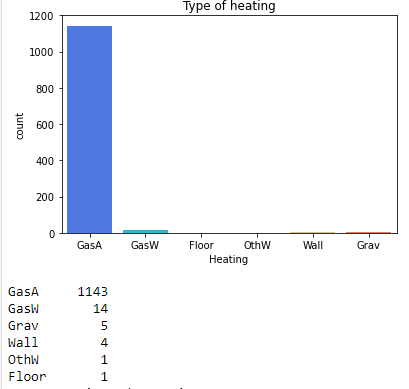 Type of heating
1200
1000
800
600
400
200
0
count
GasA GasW Floor OthW Wall Grav
Heating
GasA 1143
GasW 14
Grav 5
Wall 4
OthW 1
Floor 1